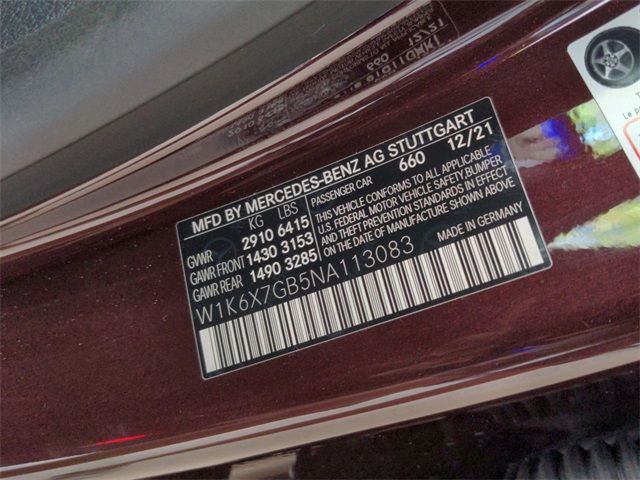 MFD BY MERCEDES-BENZ AG STUTTGART
KG LBS PASSENGER CAR 660 12/21
GVWR 2910 6415
GAWR FRONT 1430 3153
GAWR REAR 1490 3285
THIS VEHICLE CONFORMS TO ALL APPLICABLE
U.S. FEDERAL MOTOR VEHICLE SAFETY, BUMPER
AND THEFT PREVENTION STANDARDS IN EFFECT
ON THE DATE OF MANUFACTURE SHOWN ABOVE
W1K6X7GB5NA113083 MADE IN GERMANY
Le p